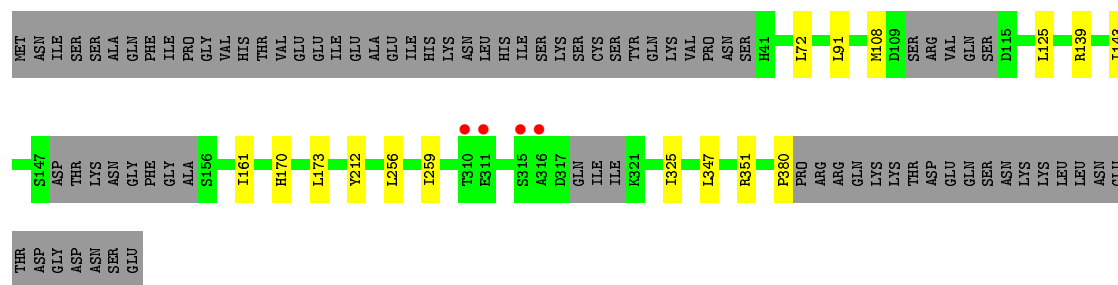 MET ASN ILE SER SER ALA GLN PHE ILE PRO GLY VAL HIS THR VAL GLU GLU ILE GLU ALA GLU ILE HIS LYS ASN LEU HIS ILE SER LYS SER CYS SER TYR GLN LYS VAL PRO ASN SER H41 L72 L91 M108 D109 SER ARG VAL GLN SER D115 L125 R139
S147 ASP THR LYS ASN GLY PHE GLY ALA S156 I161 H170 L173 Y212 L256 I259 T310 E311 S315 A316 D317 GLN ILE ILE K321 I325 L347 R351 P380 PRO ARG ARG GLN LYS LYS THR ASP GLU GLN SER ASN LYS LYS LEU LEU ASN
THR ASP GLY ASP ASN SER GLU